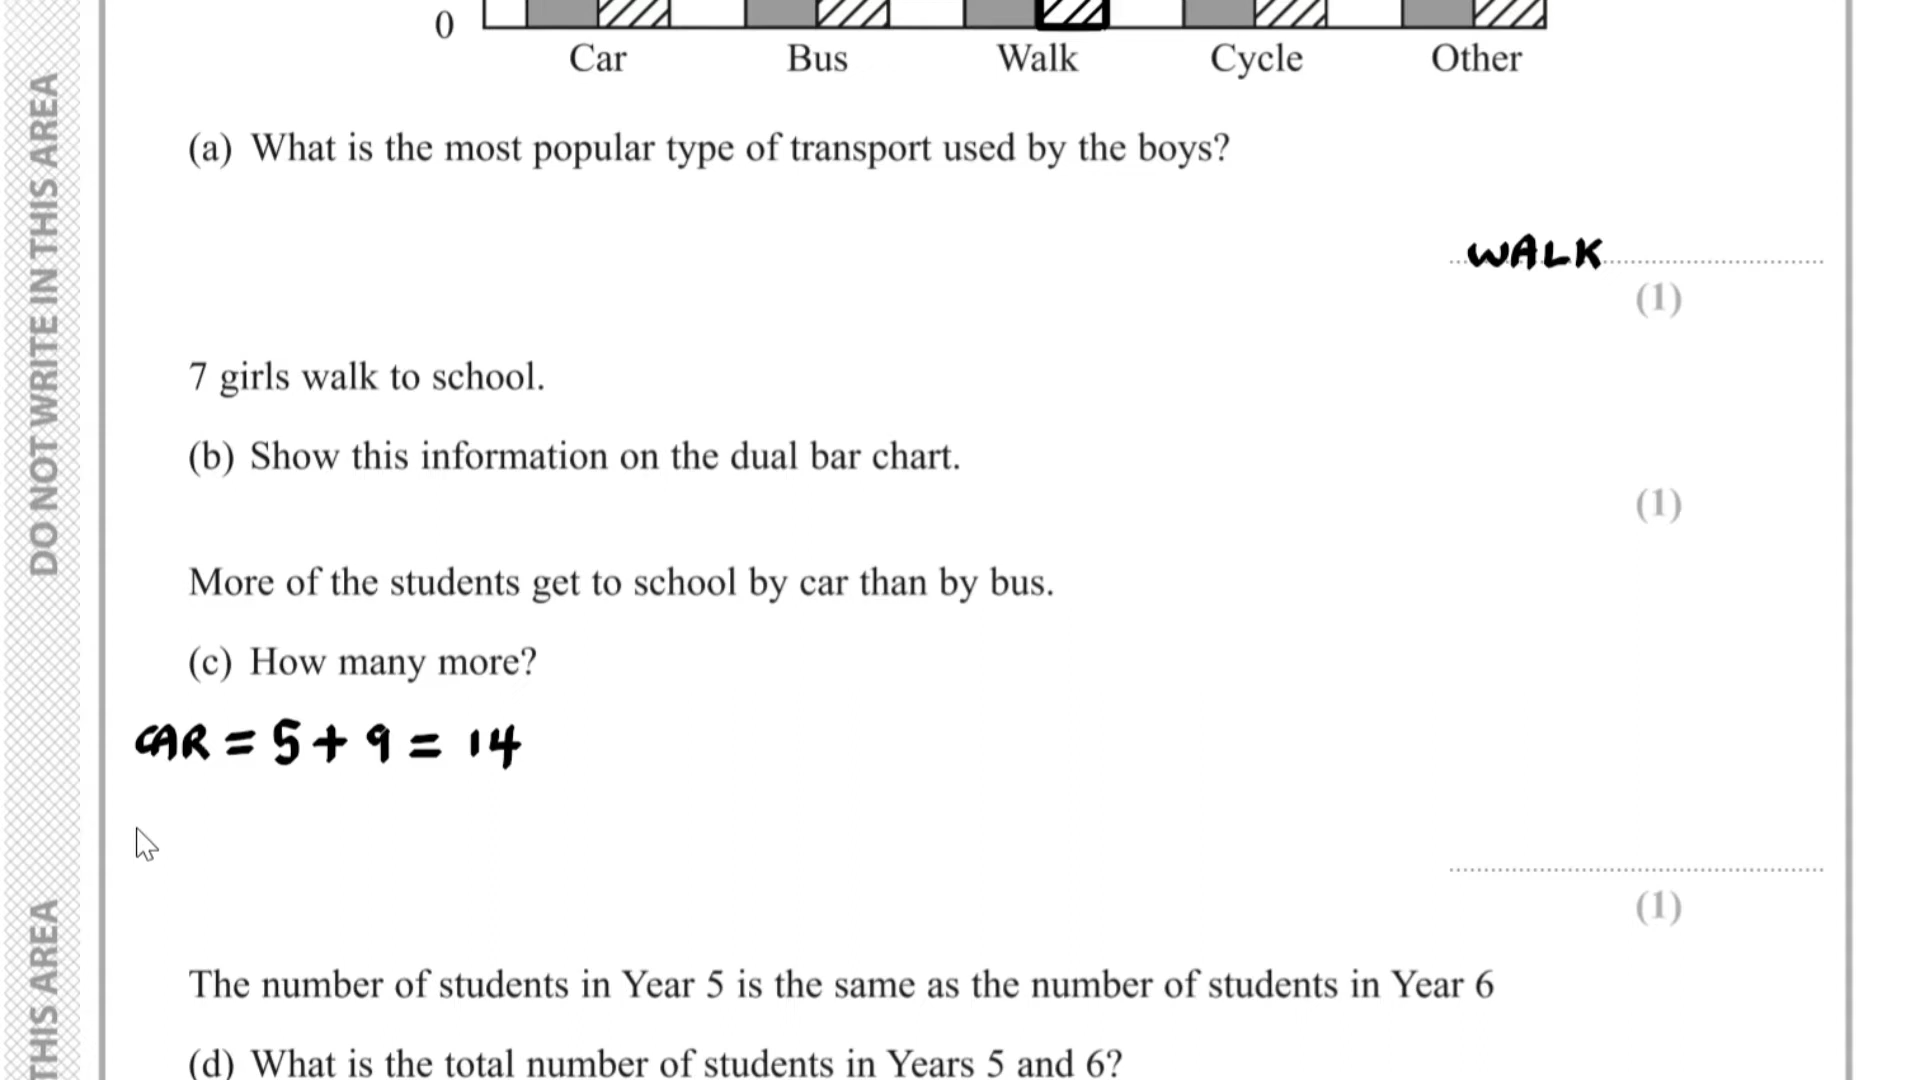 0
Car Bus Walk Cycle Other
(a) What is the most popular type of transport used by the boys?
WALK
(1)
7 girls walk to school.
(b) Show this information on the dual bar chart.
(1)
More of the students get to school by car than by bus.
(c) How many more?
CAR = 5 + 9 = 14
(1)
The number of students in Year 5 is the same as the number of students in Year 6
(d) What is the total number of students in Years 5 and 6?
DO NOT WRITE IN THIS AREA
THIS AREA